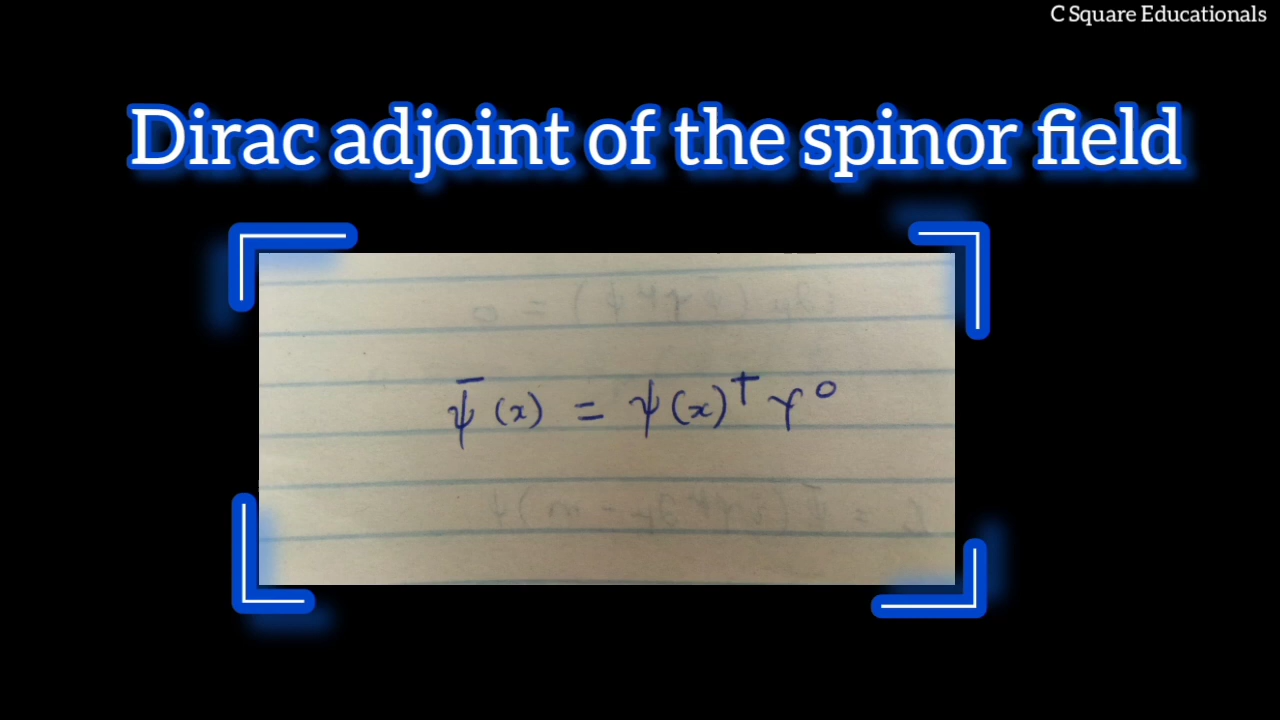 C Square Educationals
Dirac adjoint of the spinor field
ψ̄(x) = ψ(x)† γ⁰